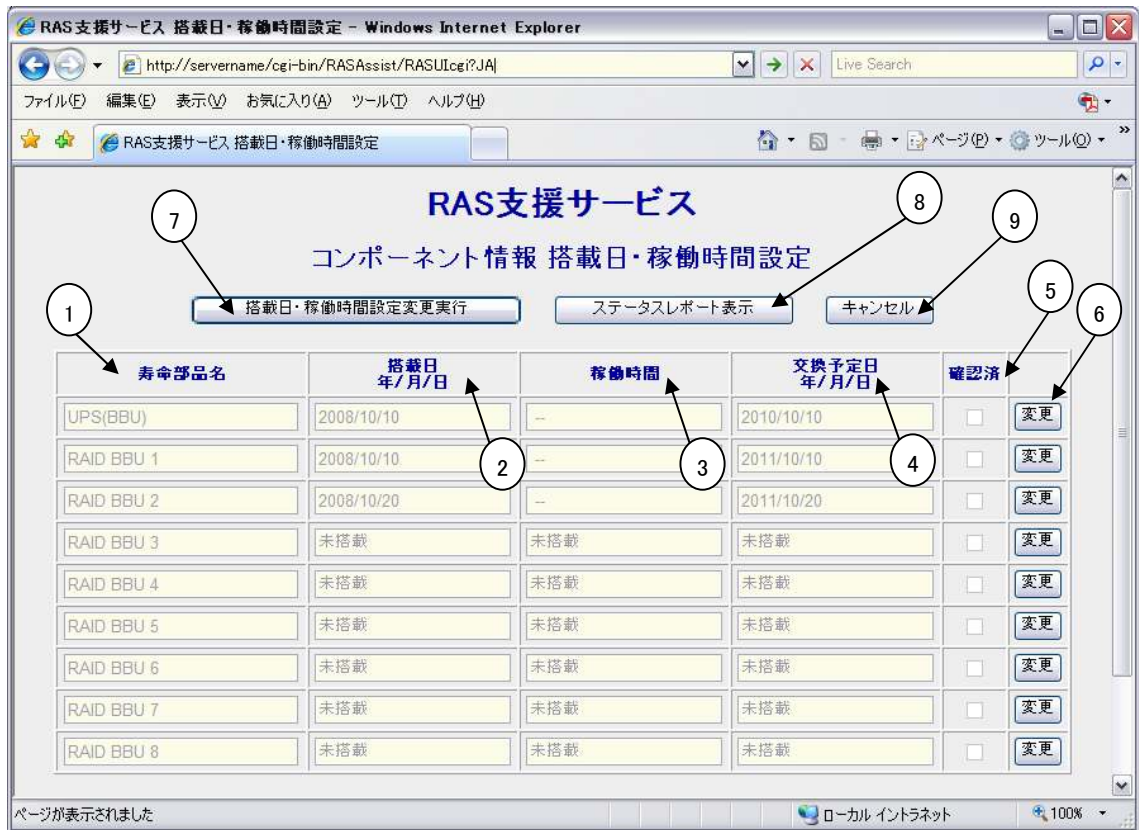 RAS支援サービス 搭載日・稼働時間設定 - Windows Internet Explorer
http://servername/cgi-bin/RASAssist/RASUIcgi?JA
Live Search
ファイル(F) 編集(E) 表示(V) お気に入り(A) ツール(T) ヘルプ(H)
RAS支援サービス 搭載日・稼働時間設定
ページ(P) ツール(O) »
RAS支援サービス
コンポーネント情報 搭載日・稼働時間設定
7
8
9
搭載日・稼働時間設定変更実行 ステータスレポート表示 キャンセル
1
5
6
寿命部品名 搭載日 年/月/日 稼働時間 交換予定日 年/月/日 確認済
UPS(BBU) 2008/10/10 -- 2010/10/10 変更
2
3
4
RAID BBU 1 2008/10/10 -- 2011/10/10 変更
RAID BBU 2 2008/10/20 -- 2011/10/20 変更
RAID BBU 3 未搭載 未搭載 未搭載 変更
RAID BBU 4 未搭載 未搭載 未搭載 変更
RAID BBU 5 未搭載 未搭載 未搭載 変更
RAID BBU 6 未搭載 未搭載 未搭載 変更
RAID BBU 7 未搭載 未搭載 未搭載 変更
RAID BBU 8 未搭載 未搭載 未搭載 変更
ページが表示されました ローカル イントラネット 100%